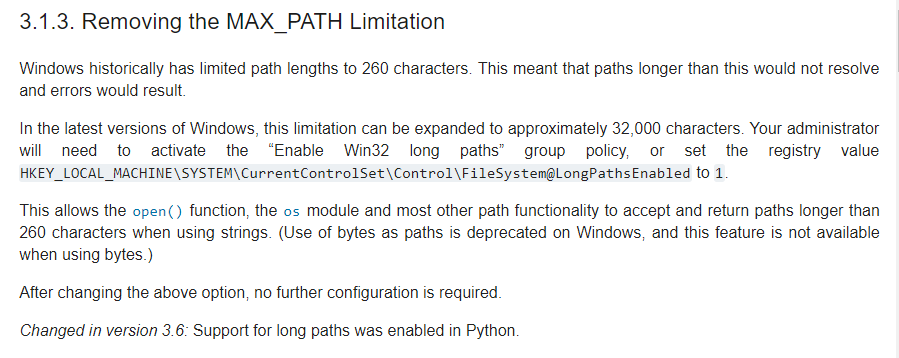 3.1.3. Removing the MAX_PATH Limitation
Windows historically has limited path lengths to 260 characters. This meant that paths longer than this would not resolve
and errors would result.
In the latest versions of Windows, this limitation can be expanded to approximately 32,000 characters. Your administrator
will need to activate the “Enable Win32 long paths” group policy, or set the registry value
HKEY_LOCAL_MACHINE\SYSTEM\CurrentControlSet\Control\FileSystem@LongPathsEnabled to 1.
This allows the open() function, the os module and most other path functionality to accept and return paths longer than
260 characters when using strings. (Use of bytes as paths is deprecated on Windows, and this feature is not available
when using bytes.)
After changing the above option, no further configuration is required.
Changed in version 3.6: Support for long paths was enabled in Python.